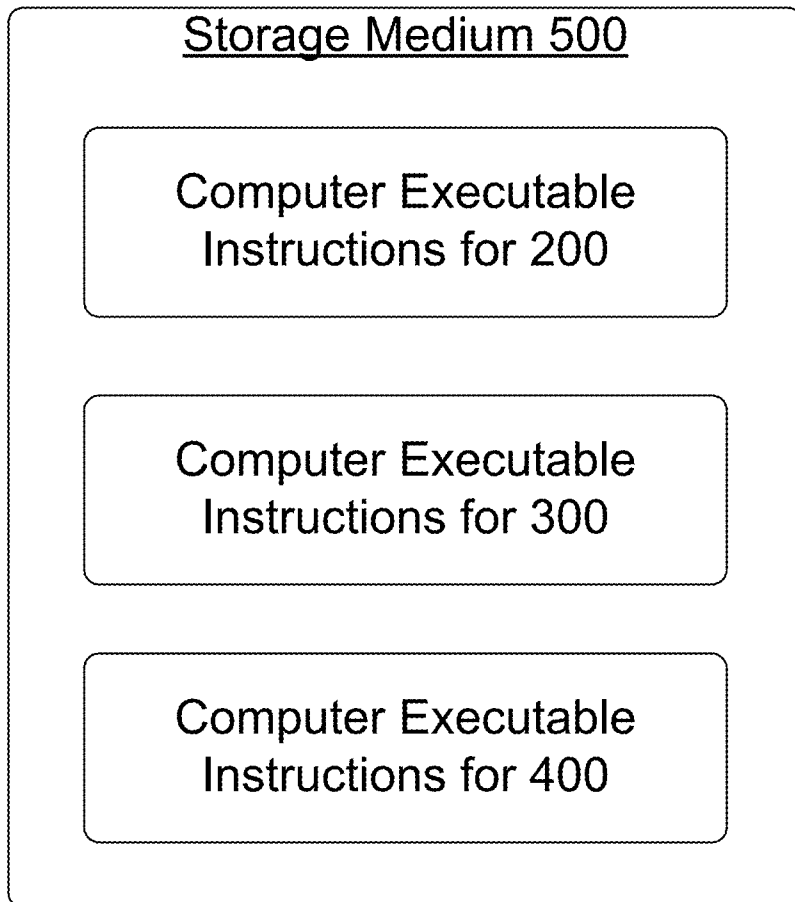 Storage Medium 500
Computer Executable
Instructions for 200
Computer Executable
Instructions for 300
Computer Executable
Instructions for 400